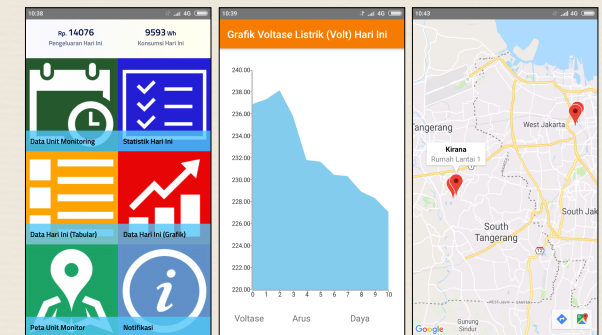 10:38
4G
Rp. 14076
9593 Wh
Pengeluaran Hari Ini
Konsumsi Hari Ini
Data Unit Monitoring
Statistik Hari Ini
Data Hari Ini (Tabular)
Data Hari Ini (Grafik)
Peta Unit Monitor
Notifikasi
10:39
4G
Grafik Voltase Listrik (Volt) Hari Ini
240.00
238.00
236.00
234.00
232.00
230.00
228.00
226.00
224.00
222.00
220.00
0 1 2 3 4 5 6 7 8 9 10
Voltase Arus Daya
10:43
4G
West Jakarta
Tangerang
Kirana
Rumah Lantai 1
South Jak
South
Tangerang
Gunung
Sindur
Google